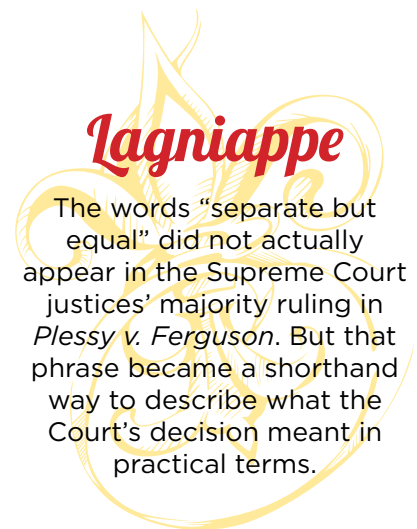 Lagniappe
The words “separate but
equal” did not actually
appear in the Supreme Court
justices’ majority ruling in
Plessy v. Ferguson. But that
phrase became a shorthand
way to describe what the
Court’s decision meant in
practical terms.